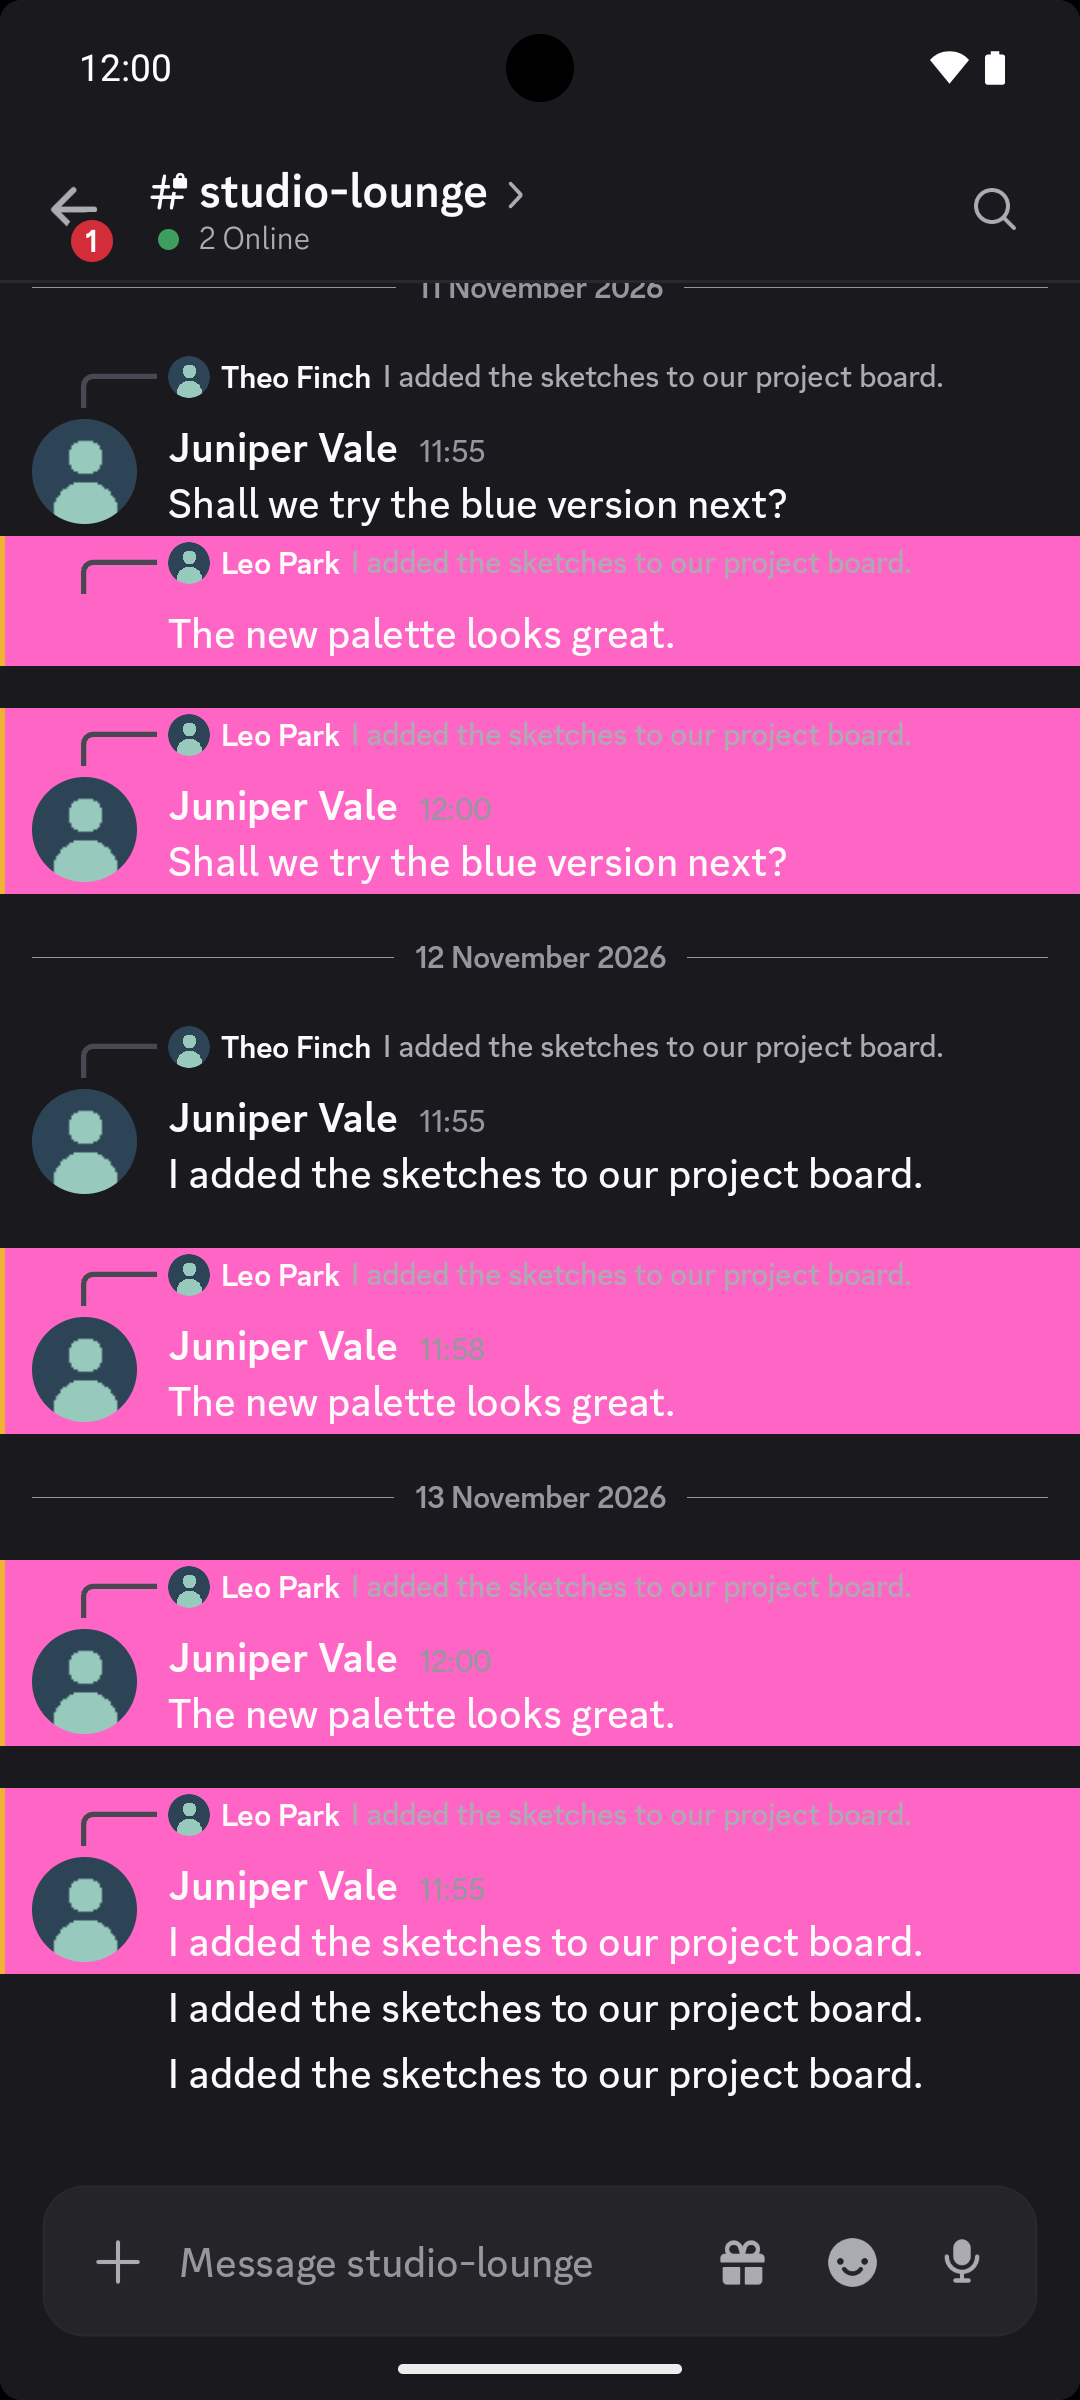 12:00
studio-lounge
1
2 Online
11 November 2026
Theo Finch I added the sketches to our project board.
Juniper Vale 11:55
Shall we try the blue version next?
Leo Park I added the sketches to our project board.
The new palette looks great.
Leo Park I added the sketches to our project board.
Juniper Vale 12:00
Shall we try the blue version next?
12 November 2026
Theo Finch I added the sketches to our project board.
Juniper Vale 11:55
I added the sketches to our project board.
Leo Park I added the sketches to our project board.
Juniper Vale 11:58
The new palette looks great.
13 November 2026
Leo Park I added the sketches to our project board.
Juniper Vale 12:00
The new palette looks great.
Leo Park I added the sketches to our project board.
Juniper Vale 11:55
I added the sketches to our project board.
I added the sketches to our project board.
I added the sketches to our project board.
Message studio-lounge